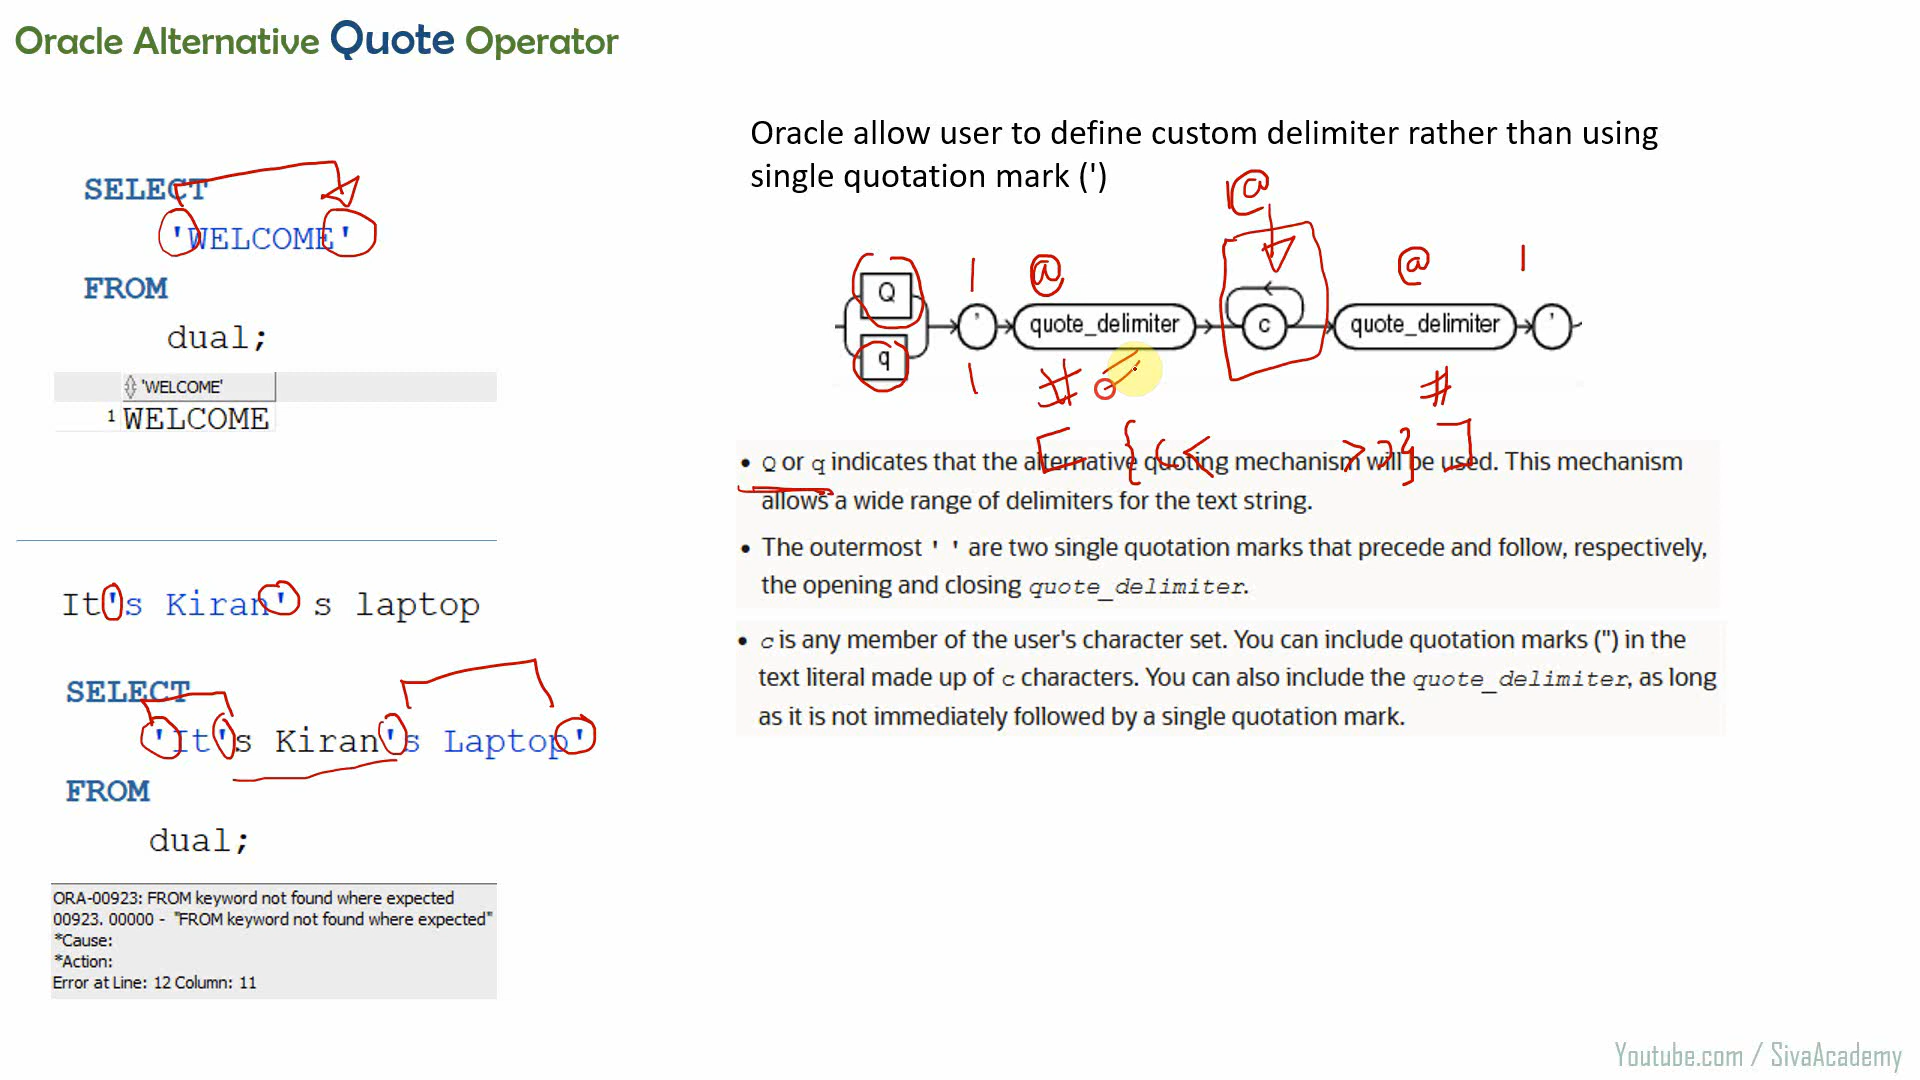 Oracle Alternative Quote Operator
SELECT
'WELCOME'
FROM
dual;
'WELCOME'
1 WELCOME
It's Kiran' s laptop
SELECT
'It's Kiran's Laptop'
FROM
dual;
ORA-00923: FROM keyword not found where expected
00923. 00000 - "FROM keyword not found where expected"
*Cause:
*Action:
Error at Line: 12 Column: 11
Oracle allow user to define custom delimiter rather than using
single quotation mark (')
@
' @ @ '
Q
' quote_delimiter c quote_delimiter '
q
' # #
[ { ( < > ) } ]
• Q or q indicates that the alternative quoting mechanism will be used. This mechanism
allows a wide range of delimiters for the text string.
• The outermost ' ' are two single quotation marks that precede and follow, respectively,
the opening and closing quote_delimiter.
• c is any member of the user's character set. You can include quotation marks (") in the
text literal made up of c characters. You can also include the quote_delimiter, as long
as it is not immediately followed by a single quotation mark.
Youtube.com / SivaAcademy